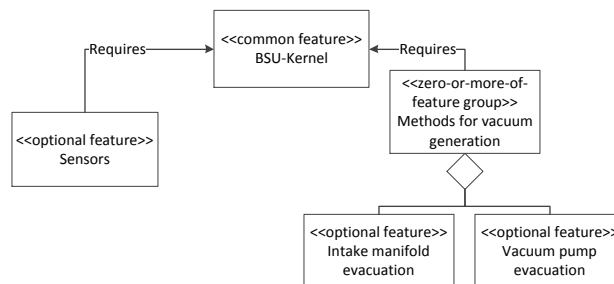 Requires
<<common feature>>
BSU-Kernel
Requires
<<zero-or-more-of-
feature group>>
Methods for vacuum
generation
<<optional feature>>
Sensors
<<optional feature>>
Intake manifold
evacuation
<<optional feature>>
Vacuum pump
evacuation